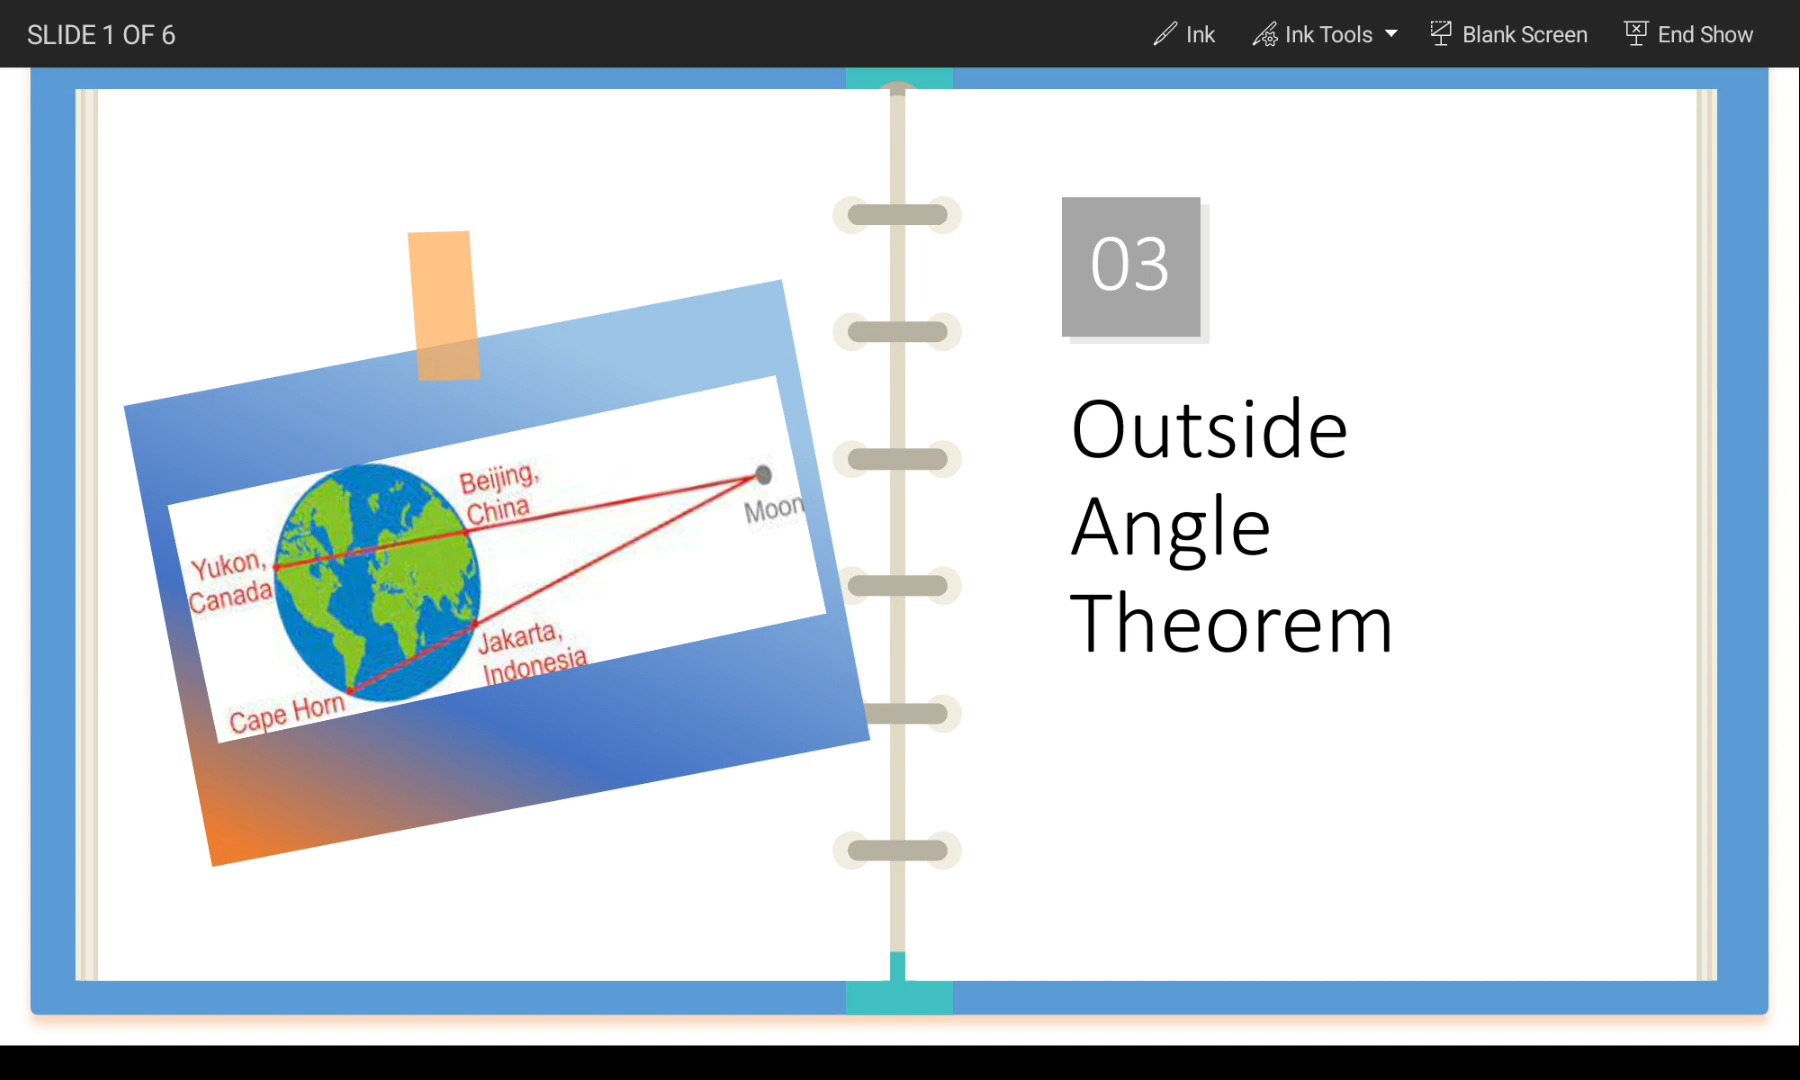 SLIDE 1 OF 6
Ink
Ink Tools
Blank Screen
End Show
Beijing,
China
Moon
Yukon,
Canada
Jakarta,
Indonesia
Cape Horn
03
Outside
Angle
Theorem